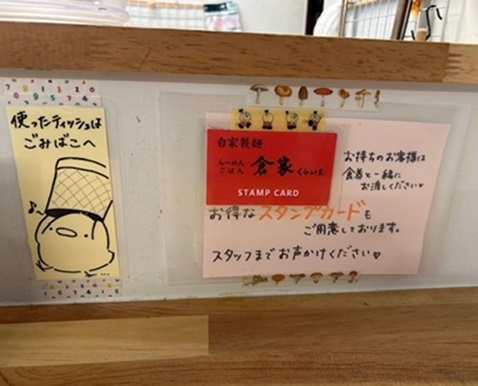 使ったティッシュは
ごみばこへ
自家製麺
らーめん
ごはん
倉家 くらいえ
STAMP CARD
お持ちのお客様は
食券と一緒に
お渡しください♡
お得なスタンプカードも
ご用意しております。
スタッフまでお声かけください♡